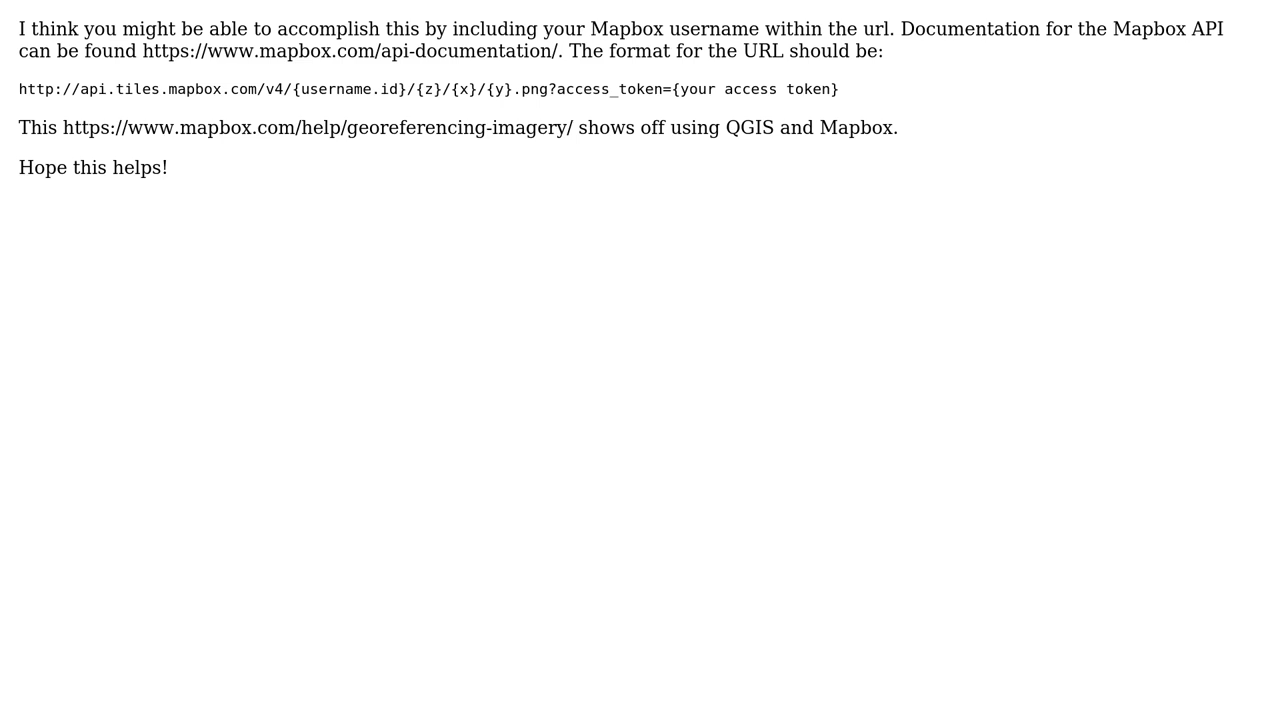 I think you might be able to accomplish this by including your Mapbox username within the url. Documentation for the Mapbox API
can be found https://www.mapbox.com/api-documentation/. The format for the URL should be:
http://api.tiles.mapbox.com/v4/{username.id}/{z}/{x}/{y}.png?access_token={your access token}
This https://www.mapbox.com/help/georeferencing-imagery/ shows off using QGIS and Mapbox.
Hope this helps!